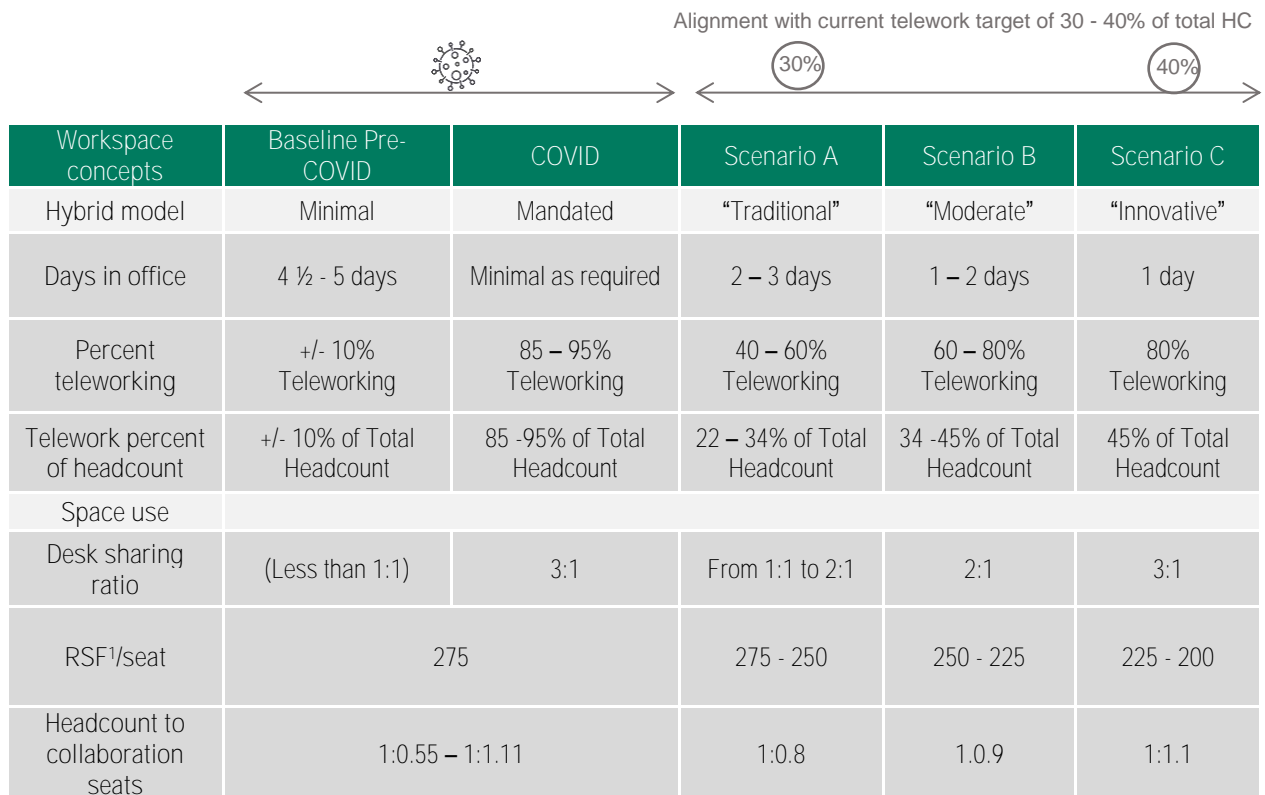 Alignment with current telework target of 30 - 40% of total HC
30%
40%
Workspace
concepts
Baseline Pre-
COVID
COVID
Scenario A
Scenario B
Scenario C
Hybrid model
Minimal
Mandated
“Traditional”
“Moderate”
“Innovative”
Days in office
4 ½ - 5 days
Minimal as required
2 – 3 days
1 – 2 days
1 day
Percent
teleworking
+/- 10%
Teleworking
85 – 95%
Teleworking
40 – 60%
Teleworking
60 – 80%
Teleworking
80%
Teleworking
Telework percent
of headcount
+/- 10% of Total
Headcount
85 -95% of Total
Headcount
22 – 34% of Total
Headcount
34 -45% of Total
Headcount
45% of Total
Headcount
Space use
Desk sharing
ratio
(Less than 1:1)
3:1
From 1:1 to 2:1
2:1
3:1
RSF¹/seat
275
275 - 250
250 - 225
225 - 200
Headcount to
collaboration
seats
1:0.55 – 1:1.11
1:0.8
1.0.9
1:1.1